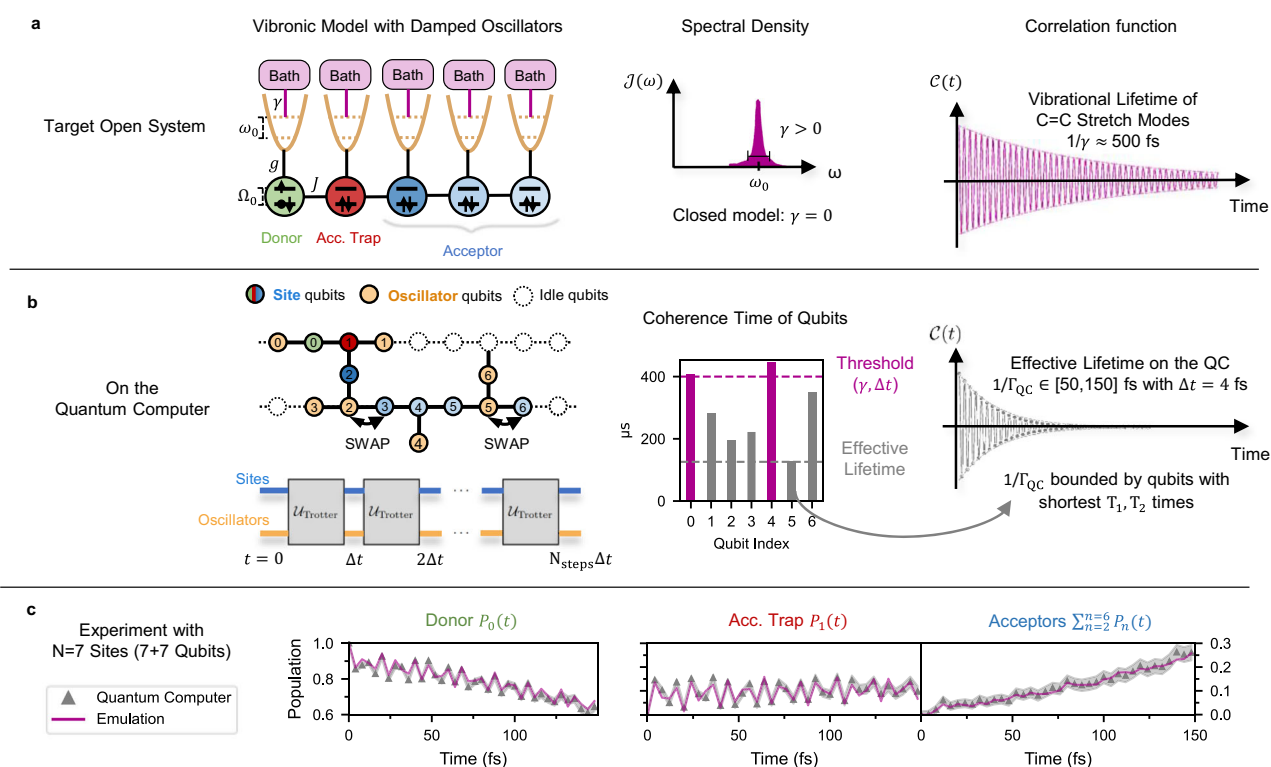 a
Vibronic Model with Damped Oscillators
Spectral Density
Correlation function
Target Open System
Bath Bath Bath Bath Bath
γ
ω₀
g
Ω₀
J
Donor Acc. Trap Acceptor
𝒥(ω)
γ > 0
ω₀
ω
Closed model: γ = 0
𝒞(t)
Vibrational Lifetime of
C=C Stretch Modes
1/γ ≈ 500 fs
Time
b
Site qubits Oscillator qubits Idle qubits
On the
Quantum Computer
0 0 1 1
2 6
3 2 3 4 5 5 6
SWAP SWAP
4
Sites
Oscillators
𝒰Trotter 𝒰Trotter ... 𝒰Trotter
...
t = 0 Δt 2Δt NstepsΔt
Coherence Time of Qubits
μs
400
200
0
0 1 2 3 4 5 6
Qubit Index
Threshold
(γ, Δt)
Effective
Lifetime
𝒞(t)
Effective Lifetime on the QC
1/ΓQC ∈ [50,150] fs with Δt = 4 fs
Time
1/ΓQC bounded by qubits with
shortest T₁, T₂ times
c
Experiment with
N=7 Sites (7+7 Qubits)
Quantum Computer
Emulation
Donor P₀(t)
Acc. Trap P₁(t)
Acceptors ∑ₙ₌₂ⁿ⁼⁶ Pₙ(t)
Population
1.0
0.8
0.6
0.3
0.2
0.1
0.0
0 50 100
0 50 100
0 50 100 150
Time (fs)
Time (fs)
Time (fs)